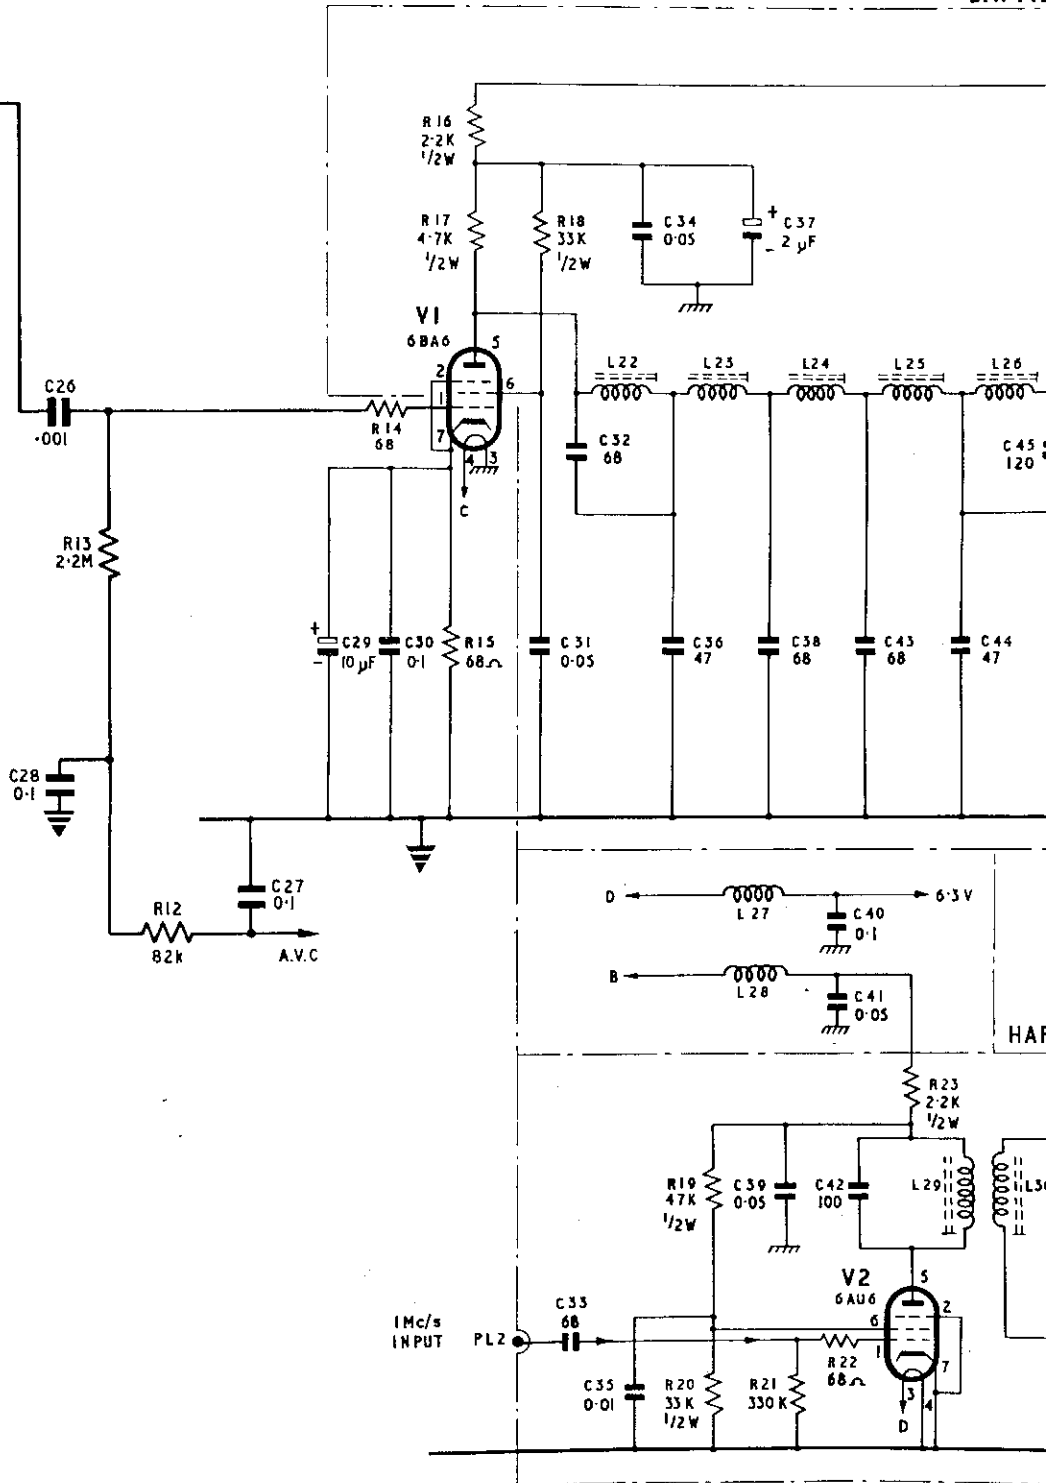 R16
2·2K
1/2W
R17
4·7K
1/2W
R18
33K
1/2W
C34
0·05
+
C37
-
2 µF
V1
6BA6
5
2
6
1
7
4
3
C
C26
·001
R14
68
L22
L23
L24
L25
L26
C32
68
C45
120
R13
2·2M
+
C29
-
10 µF
C30
0·1
R15
68Ω
C31
0·05
C36
47
C38
68
C43
68
C44
47
C28
0·1
C27
0·1
R12
82k
A.V.C
D
L27
6·3V
C40
0·1
B
L28
C41
0·05
HAR
R23
2·2K
1/2W
R19
47K
1/2W
C39
0·05
C42
100
L29
L30
V2
6AU6
5
2
6
1
7
3
4
D
1Mc/s
INPUT
PL2
C33
68
R22
68Ω
C35
0·01
R20
33K
1/2W
R21
330K